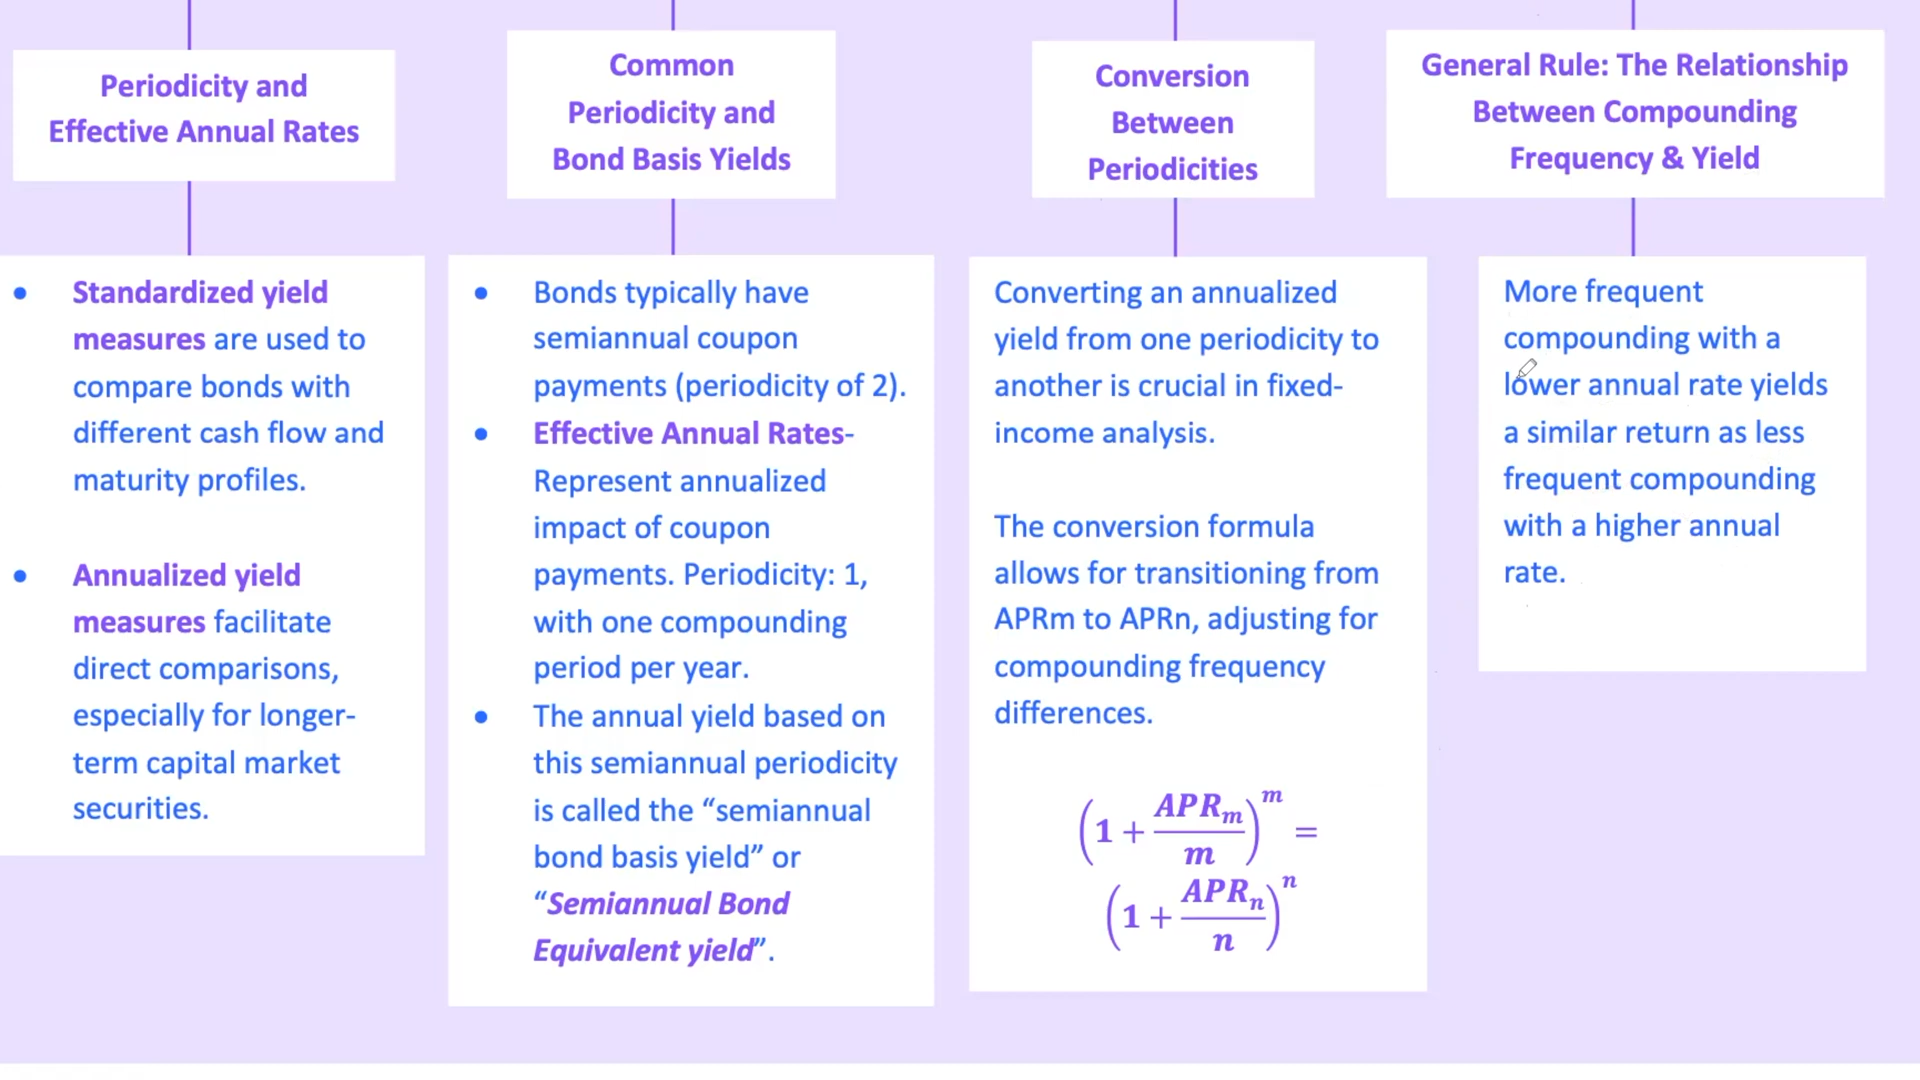 Periodicity and
Effective Annual Rates
Common
Periodicity and
Bond Basis Yields
Conversion
Between
Periodicities
General Rule: The Relationship
Between Compounding
Frequency & Yield
• Standardized yield
measures are used to
compare bonds with
different cash flow and
maturity profiles.
• Annualized yield
measures facilitate
direct comparisons,
especially for longer-
term capital market
securities.
• Bonds typically have
semiannual coupon
payments (periodicity of 2).
• Effective Annual Rates-
Represent annualized
impact of coupon
payments. Periodicity: 1,
with one compounding
period per year.
• The annual yield based on
this semiannual periodicity
is called the “semiannual
bond basis yield” or
“Semiannual Bond
Equivalent yield”.
Converting an annualized
yield from one periodicity to
another is crucial in fixed-
income analysis.
The conversion formula
allows for transitioning from
APRm to APRn, adjusting for
compounding frequency
differences.
(1 + APR_m / m)^m =
(1 + APR_n / n)^n
More frequent
compounding with a
lower annual rate yields
a similar return as less
frequent compounding
with a higher annual
rate.